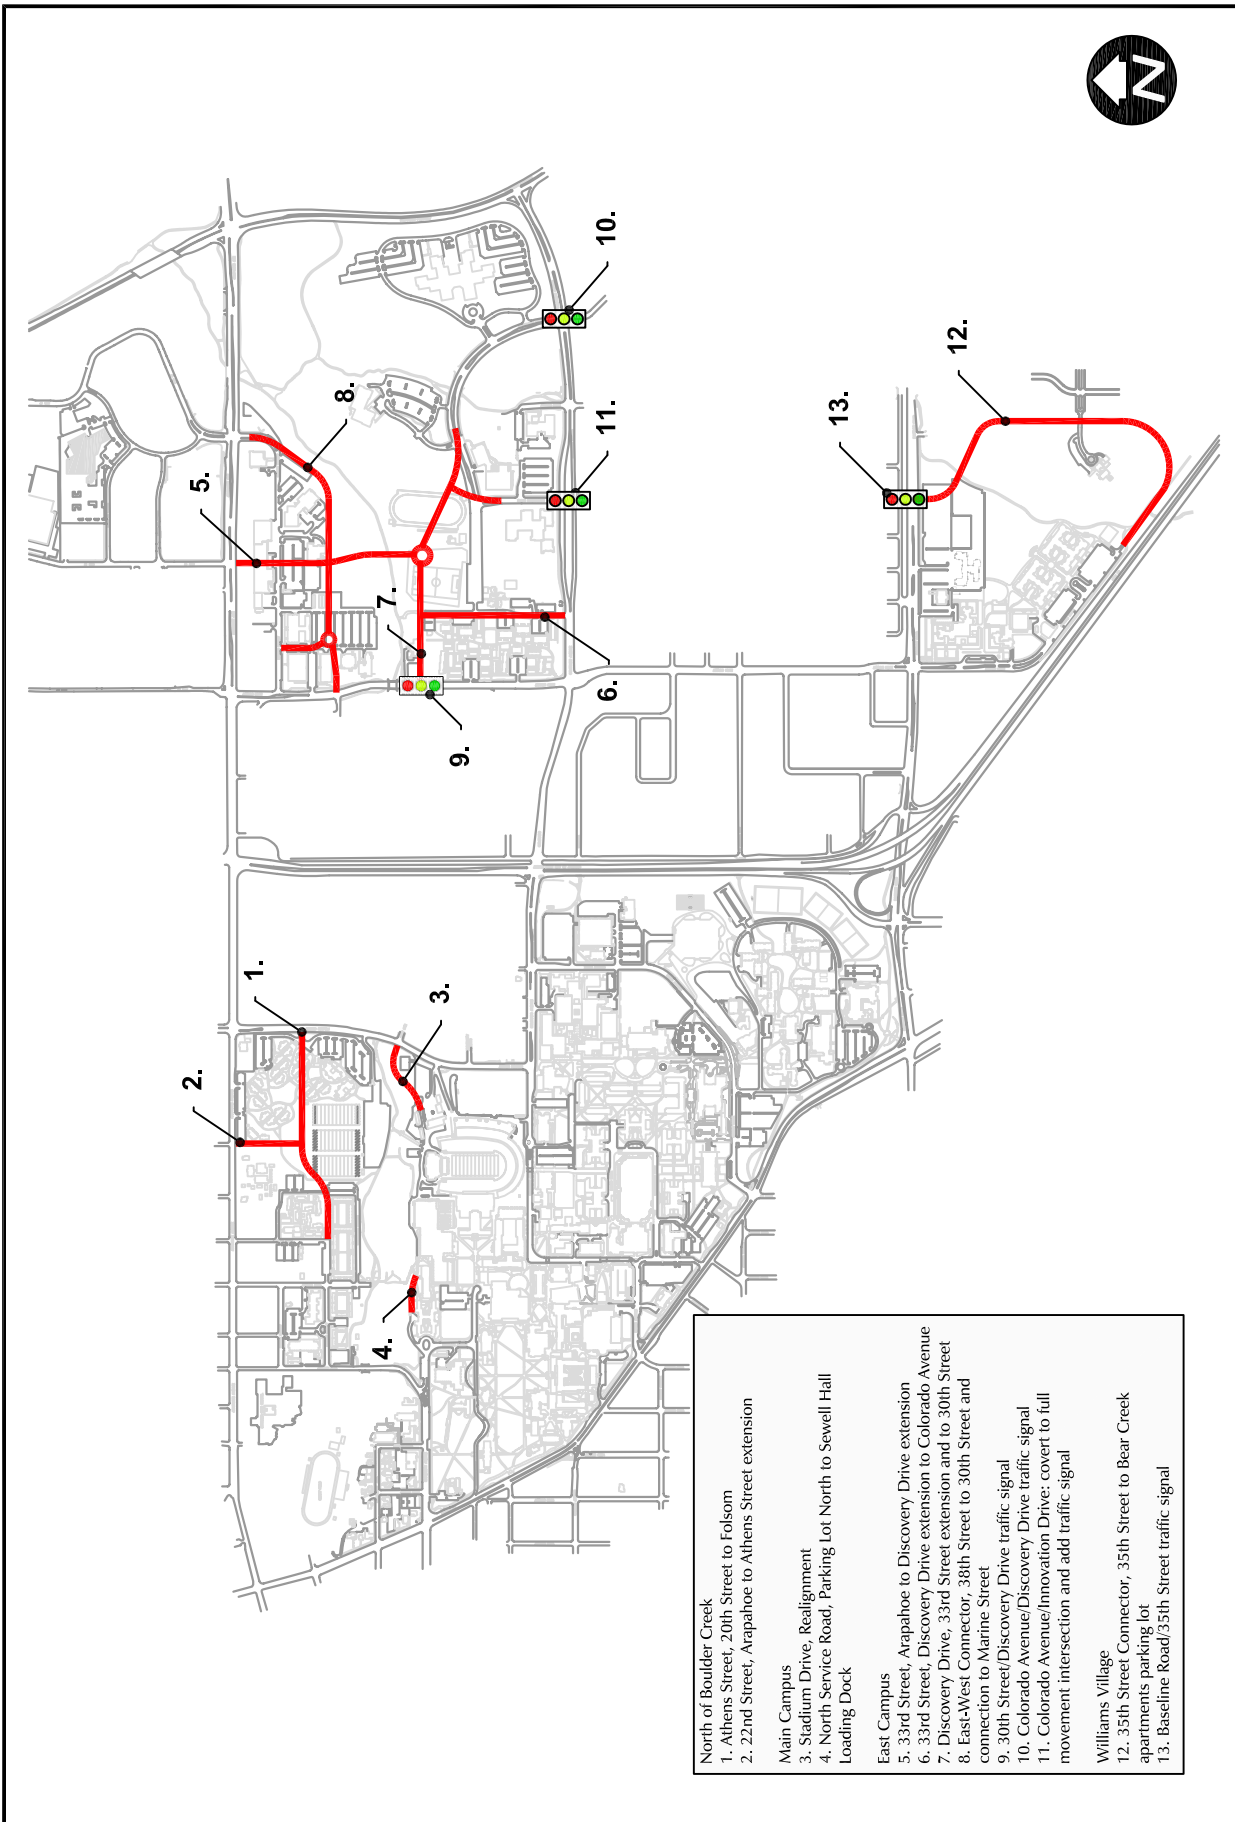 N
1.
2.
3.
4.
5.
6.
7.
8.
9.
10.
11.
12.
13.
North of Boulder Creek
1. Athens Street, 20th Street to Folsom
2. 22nd Street, Arapahoe to Athens Street extension
Main Campus
3. Stadium Drive, Realignment
4. North Service Road, Parking Lot North to Sewell Hall
Loading Dock
East Campus
5. 33rd Street, Arapahoe to Discovery Drive extension
6. 33rd Street, Discovery Drive extension to Colorado Avenue
7. Discovery Drive, 33rd Street extension and to 30th Street
8. East-West Connector, 38th Street to 30th Street and
connection to Marine Street
9. 30th Street/Discovery Drive traffic signal
10. Colorado Avenue/Discovery Drive traffic signal
11. Colorado Avenue/Innovation Drive: covert to full
movement intersection and add traffic signal
Williams Village
12. 35th Street Connector, 35th Street to Bear Creek
apartments parking lot
13. Baseline Road/35th Street traffic signal